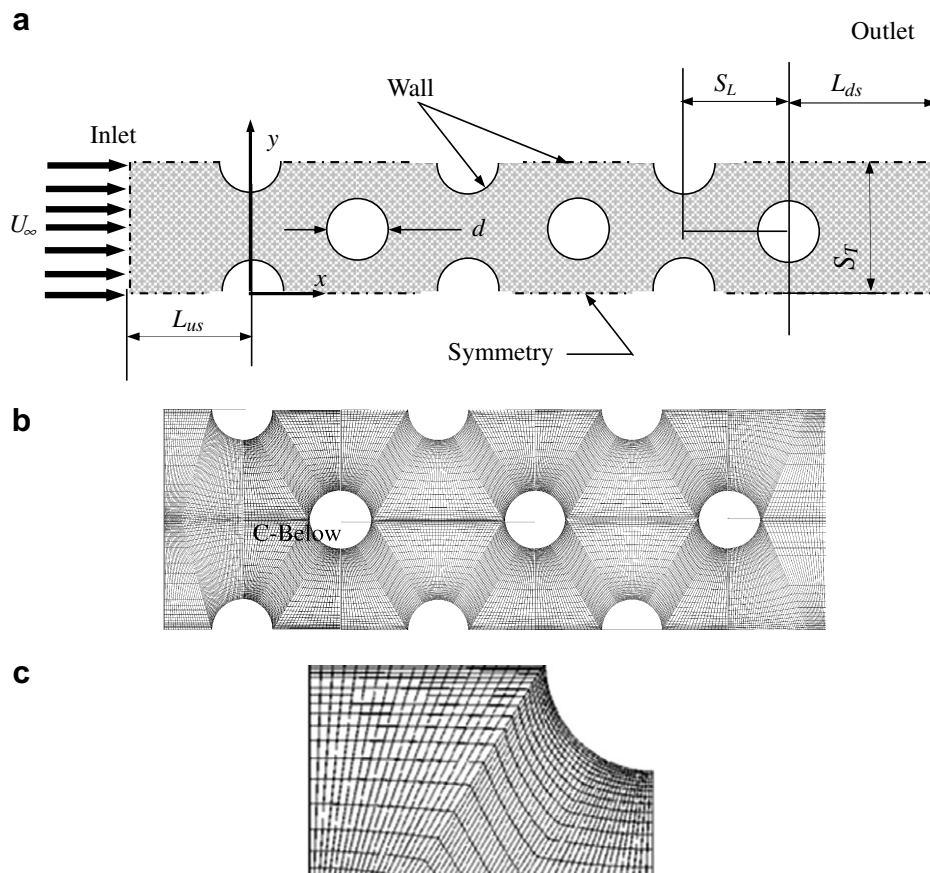 a
Outlet
Wall
S_L
L_ds
Inlet
y
U_∞
d
S_T
x
L_us
Symmetry
b
C-Below
c